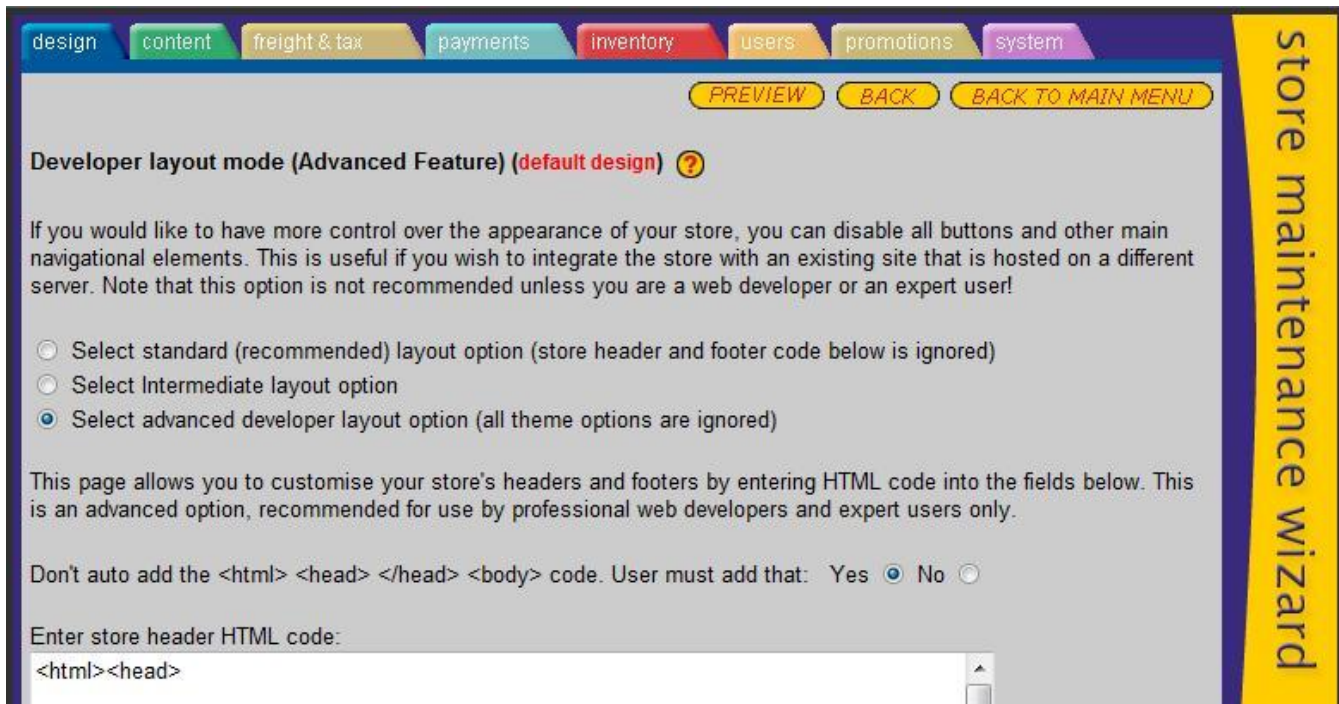 design content freight & tax payments inventory users promotions system
PREVIEW BACK BACK TO MAIN MENU
Developer layout mode (Advanced Feature) (default design) ?
If you would like to have more control over the appearance of your store, you can disable all buttons and other main
navigational elements. This is useful if you wish to integrate the store with an existing site that is hosted on a different
server. Note that this option is not recommended unless you are a web developer or an expert user!
Select standard (recommended) layout option (store header and footer code below is ignored)
Select Intermediate layout option
Select advanced developer layout option (all theme options are ignored)
This page allows you to customise your store's headers and footers by entering HTML code into the fields below. This
is an advanced option, recommended for use by professional web developers and expert users only.
Don't auto add the <html> <head> </head> <body> code. User must add that: Yes No
Enter store header HTML code:
<html><head>
store maintenance wizard